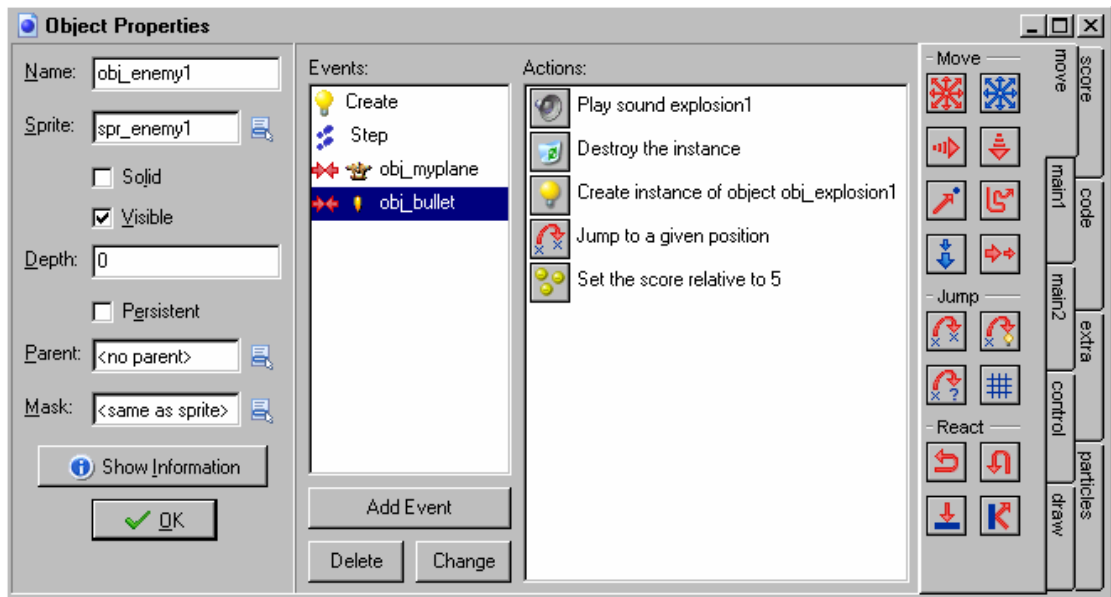 Object Properties
Name: obj_enemy1
Sprite: spr_enemy1
Solid
Visible
Depth: 0
Persistent
Parent: <no parent>
Mask: <same as sprite>
Show Information
OK
Events:
Create
Step
obj_myplane
obj_bullet
Add Event
Delete Change
Actions:
Play sound explosion1
Destroy the instance
Create instance of object obj_explosion1
Jump to a given position
Set the score relative to 5
Move
Jump
React
move
main1
main2
control
draw
score
code
extra
particles